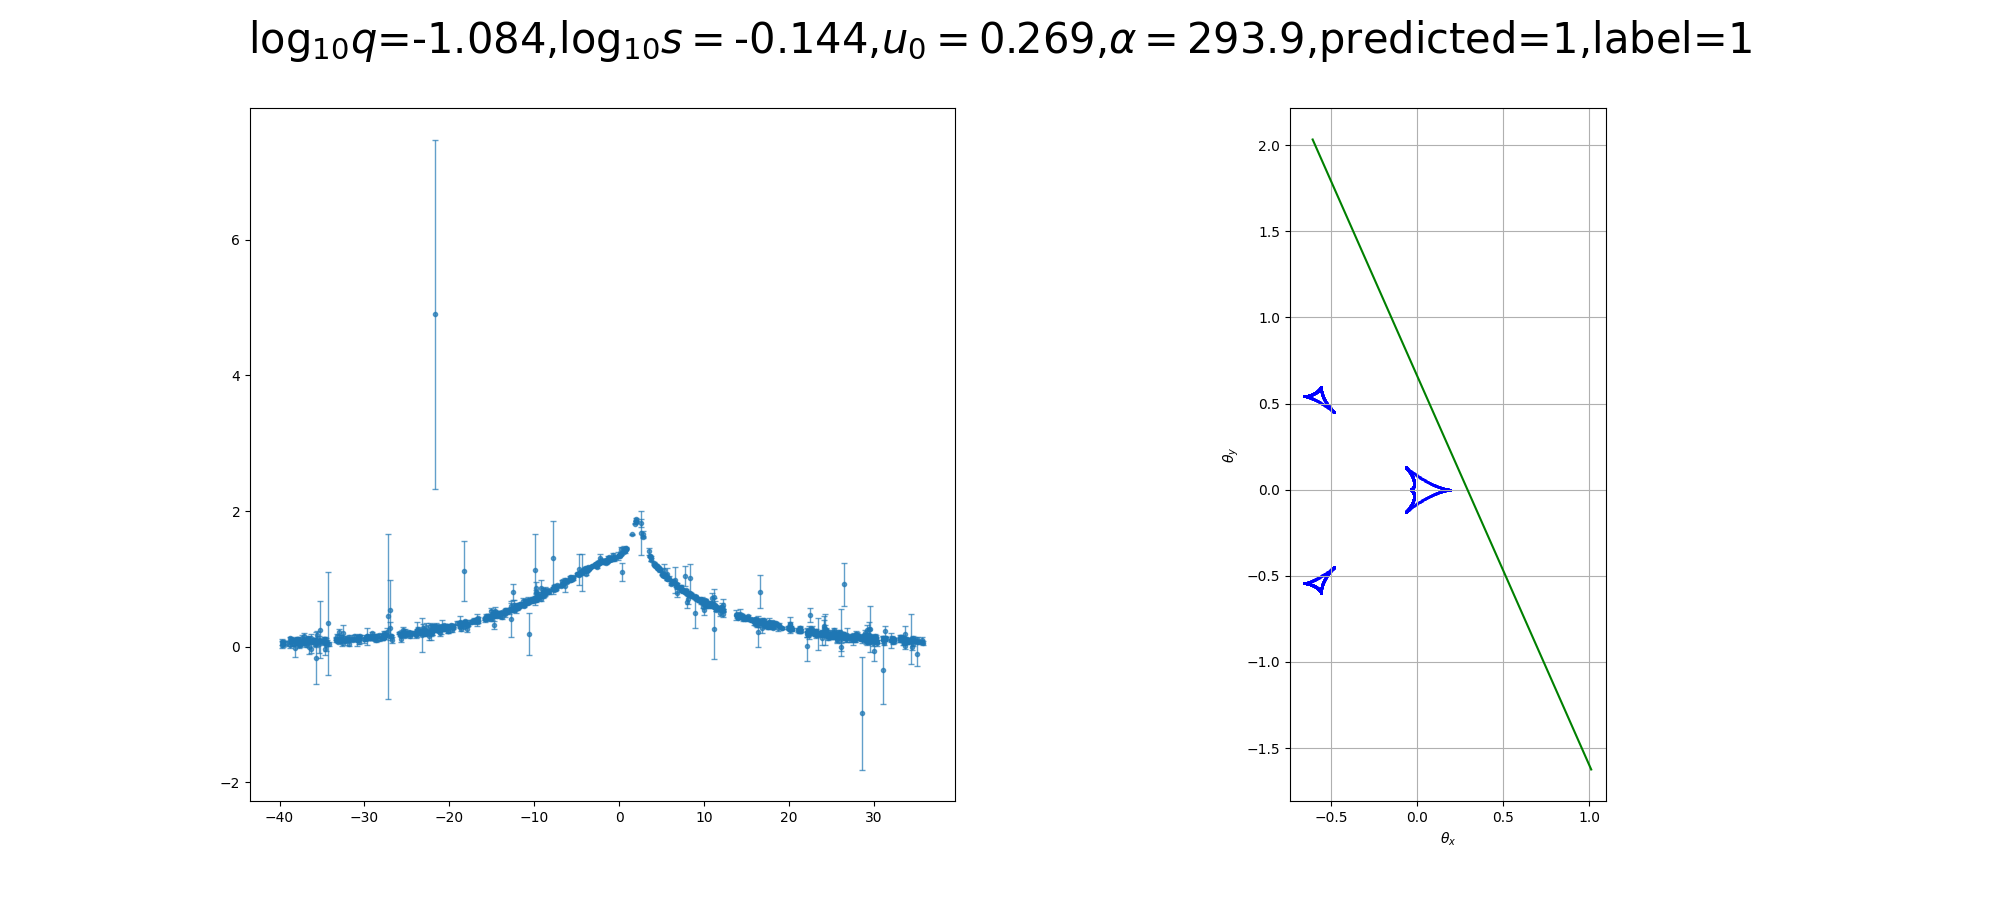 log₁₀q=-1.084,log₁₀s = -0.144,u₀ = 0.269,α = 293.9,predicted=1,label=1
6
4
2
0
−2
−40 −30 −20 −10 0 10 20 30
2.0
1.5
1.0
0.5
0.0
−0.5
−1.0
−1.5
θy
−0.5 0.0 0.5 1.0
θx